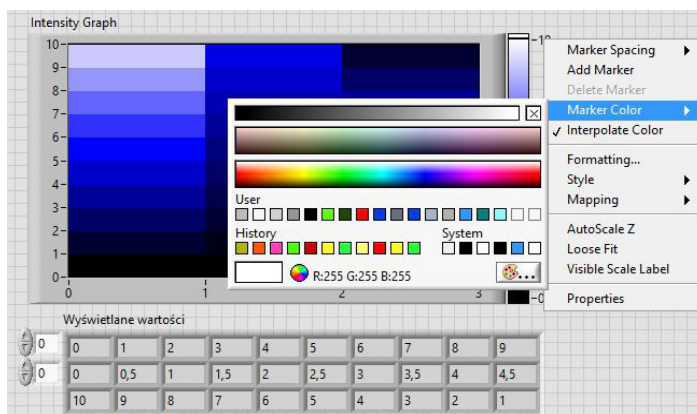 Intensity Graph
10
9
8
7
6
5
4
3
2
1
0
0
1
2
3
10
0
Marker Spacing
Add Marker
Delete Marker
Marker Color
Interpolate Color
Formatting...
Style
Mapping
AutoScale Z
Loose Fit
Visible Scale Label
Properties
User
History System
R:255 G:255 B:255
Wyświetlane wartości
0 0 1 2 3 4 5 6 7 8 9
0 0 0,5 1 1,5 2 2,5 3 3,5 4 4,5
10 9 8 7 6 5 4 3 2 1